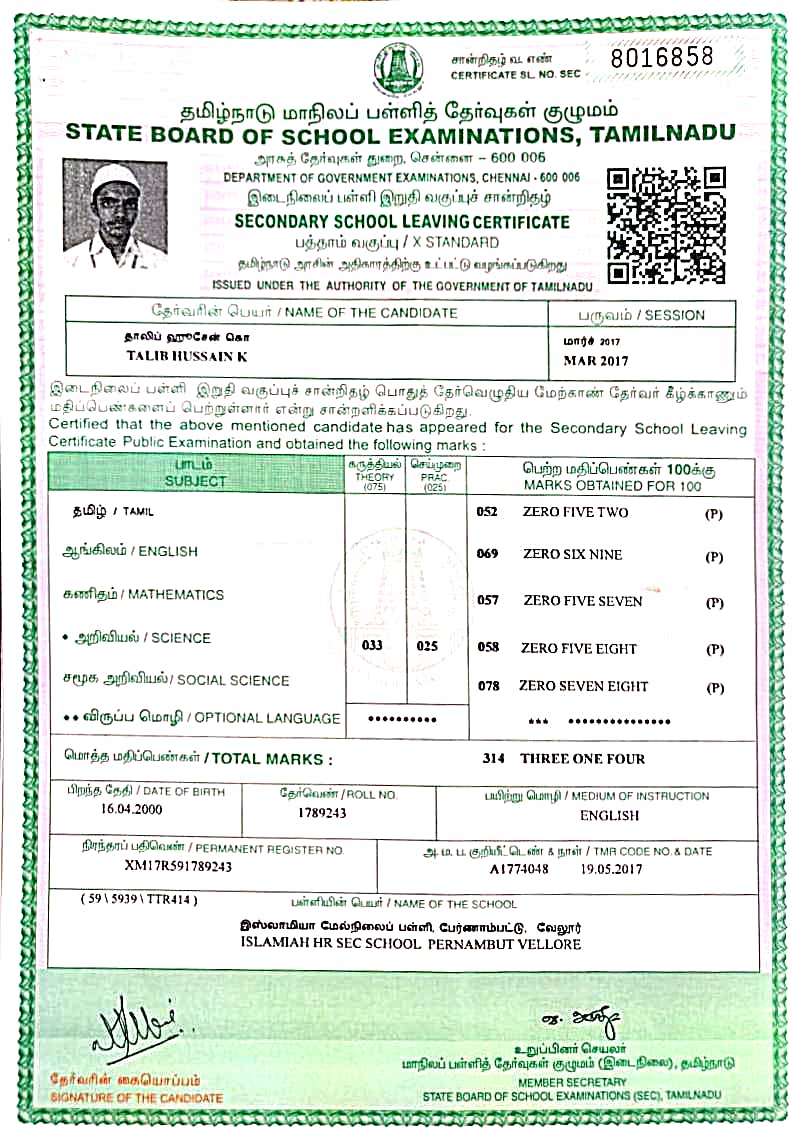 சான்றிதழ் வ. எண்
CERTIFICATE SL. NO. SEC - 8016858
தமிழ்நாடு மாநிலப் பள்ளித் தேர்வுகள் குழுமம்
STATE BOARD OF SCHOOL EXAMINATIONS, TAMILNADU
அரசுத் தேர்வுகள் துறை, சென்னை – 600 006
DEPARTMENT OF GOVERNMENT EXAMINATIONS, CHENNAI - 600 006
இடைநிலைப் பள்ளி இறுதி வகுப்புச் சான்றிதழ்
SECONDARY SCHOOL LEAVING CERTIFICATE
பத்தாம் வகுப்பு / X STANDARD
தமிழ்நாடு அரசின் அதிகாரத்திற்கு உட்பட்டு வழங்கப்படுகிறது
ISSUED UNDER THE AUTHORITY OF THE GOVERNMENT OF TAMILNADU
தேர்வரின் பெயர் / NAME OF THE CANDIDATE பருவம் / SESSION
தாலிப் ஹுசேன் கொ மார்ச் 2017
TALIB HUSSAIN K MAR 2017
இடைநிலைப் பள்ளி இறுதி வகுப்புச் சான்றிதழ் பொதுத் தேர்வெழுதிய மேற்காண் தேர்வர் கீழ்க்காணும்
மதிப்பெண்களைப் பெற்றுள்ளார் என்று சான்றளிக்கப்படுகிறது.
Certified that the above mentioned candidate has appeared for the Secondary School Leaving
Certificate Public Examination and obtained the following marks :
பாடம் கருத்தியல் செய்முறை பெற்ற மதிப்பெண்கள் 100க்கு
SUBJECT THEORY PRAC. MARKS OBTAINED FOR 100
(075) (025)
தமிழ் / TAMIL 052 ZERO FIVE TWO (P)
ஆங்கிலம் / ENGLISH 069 ZERO SIX NINE (P)
கணிதம் / MATHEMATICS 057 ZERO FIVE SEVEN (P)
• அறிவியல் / SCIENCE 033 025 058 ZERO FIVE EIGHT (P)
சமூக அறிவியல் / SOCIAL SCIENCE 078 ZERO SEVEN EIGHT (P)
•• விருப்ப மொழி / OPTIONAL LANGUAGE ********** *** ***************
மொத்த மதிப்பெண்கள் / TOTAL MARKS : 314 THREE ONE FOUR
பிறந்த தேதி / DATE OF BIRTH தேர்வெண் / ROLL NO. பயிற்று மொழி / MEDIUM OF INSTRUCTION
16.04.2000 1789243 ENGLISH
நிரந்தரப் பதிவெண் / PERMANENT REGISTER NO. அ. ம. ப. குறியீட்டெண் & நாள் / TMR CODE NO. & DATE
XM17R591789243 A1774048 19.05.2017
( 59 \ 5939 \ TTR414 ) பள்ளியின் பெயர் / NAME OF THE SCHOOL
இஸ்லாமியா மேல்நிலைப் பள்ளி, பேர்ணாம்பட்டு, வேலூர்
ISLAMIAH HR SEC SCHOOL PERNAMBUT VELLORE
உறுப்பினர் செயலர்
மாநிலப் பள்ளித் தேர்வுகள் குழுமம் (இடைநிலை), தமிழ்நாடு
தேர்வரின் கையொப்பம் MEMBER SECRETARY
SIGNATURE OF THE CANDIDATE STATE BOARD OF SCHOOL EXAMINATIONS (SEC), TAMILNADU